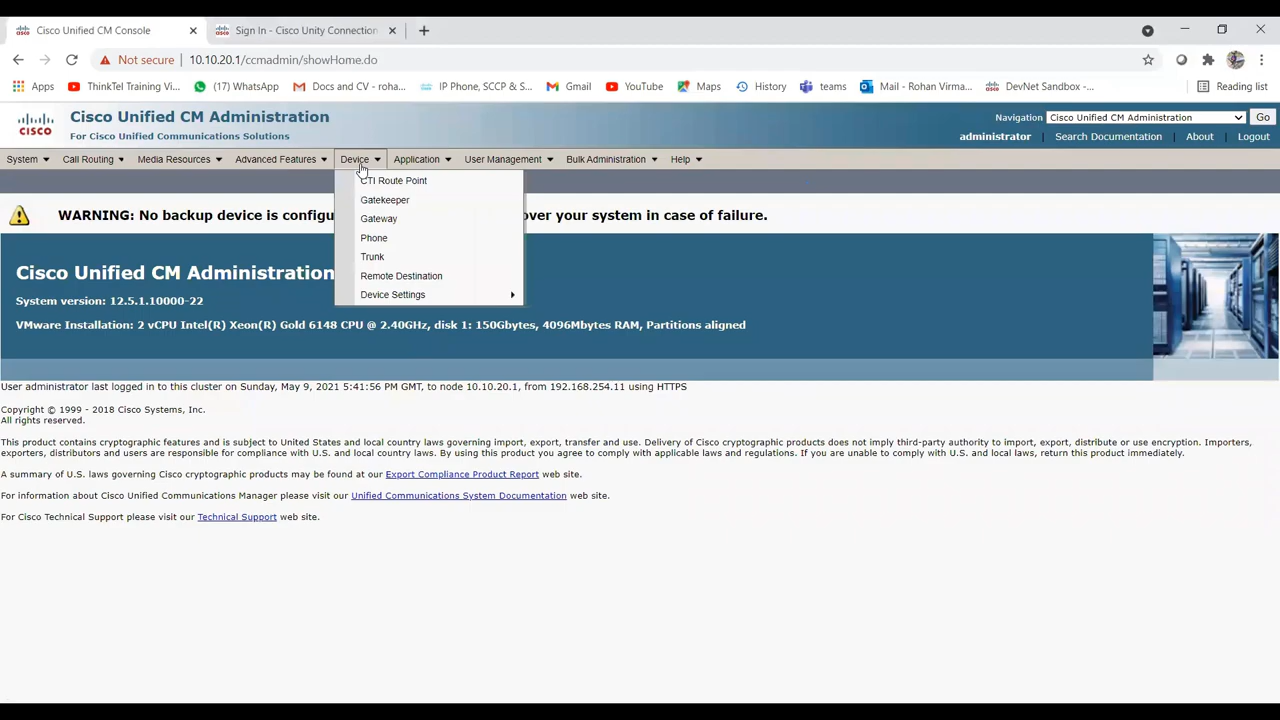 Cisco Unified CM Console
Sign In - Cisco Unity Connection
Not secure 10.10.20.1/ccmadmin/showHome.do
Apps ThinkTel Training Vi... (17) WhatsApp Docs and CV - roha... IP Phone, SCCP & S... Gmail YouTube Maps History teams Mail - Rohan Virma... DevNet Sandbox -... Reading list
Cisco Unified CM Administration
For Cisco Unified Communications Solutions
CISCO
Navigation Cisco Unified CM Administration Go
administrator Search Documentation About Logout
System Call Routing Media Resources Advanced Features Device Application User Management Bulk Administration Help
CTI Route Point
Gatekeeper
Gateway
Phone
Trunk
Remote Destination
Device Settings
WARNING: No backup device is configu over your system in case of failure.
Cisco Unified CM Administration
System version: 12.5.1.10000-22
VMware Installation: 2 vCPU Intel(R) Xeon(R) Gold 6148 CPU @ 2.40GHz, disk 1: 150Gbytes, 4096Mbytes RAM, Partitions aligned
User administrator last logged in to this cluster on Sunday, May 9, 2021 5:41:56 PM GMT, to node 10.10.20.1, from 192.168.254.11 using HTTPS
Copyright © 1999 - 2018 Cisco Systems, Inc.
All rights reserved.
This product contains cryptographic features and is subject to United States and local country laws governing import, export, transfer and use. Delivery of Cisco cryptographic products does not imply third-party authority to import, export, distribute or use encryption. Importers,
exporters, distributors and users are responsible for compliance with U.S. and local country laws. By using this product you agree to comply with applicable laws and regulations. If you are unable to comply with U.S. and local laws, return this product immediately.
A summary of U.S. laws governing Cisco cryptographic products may be found at our Export Compliance Product Report web site.
For information about Cisco Unified Communications Manager please visit our Unified Communications System Documentation web site.
For Cisco Technical Support please visit our Technical Support web site.